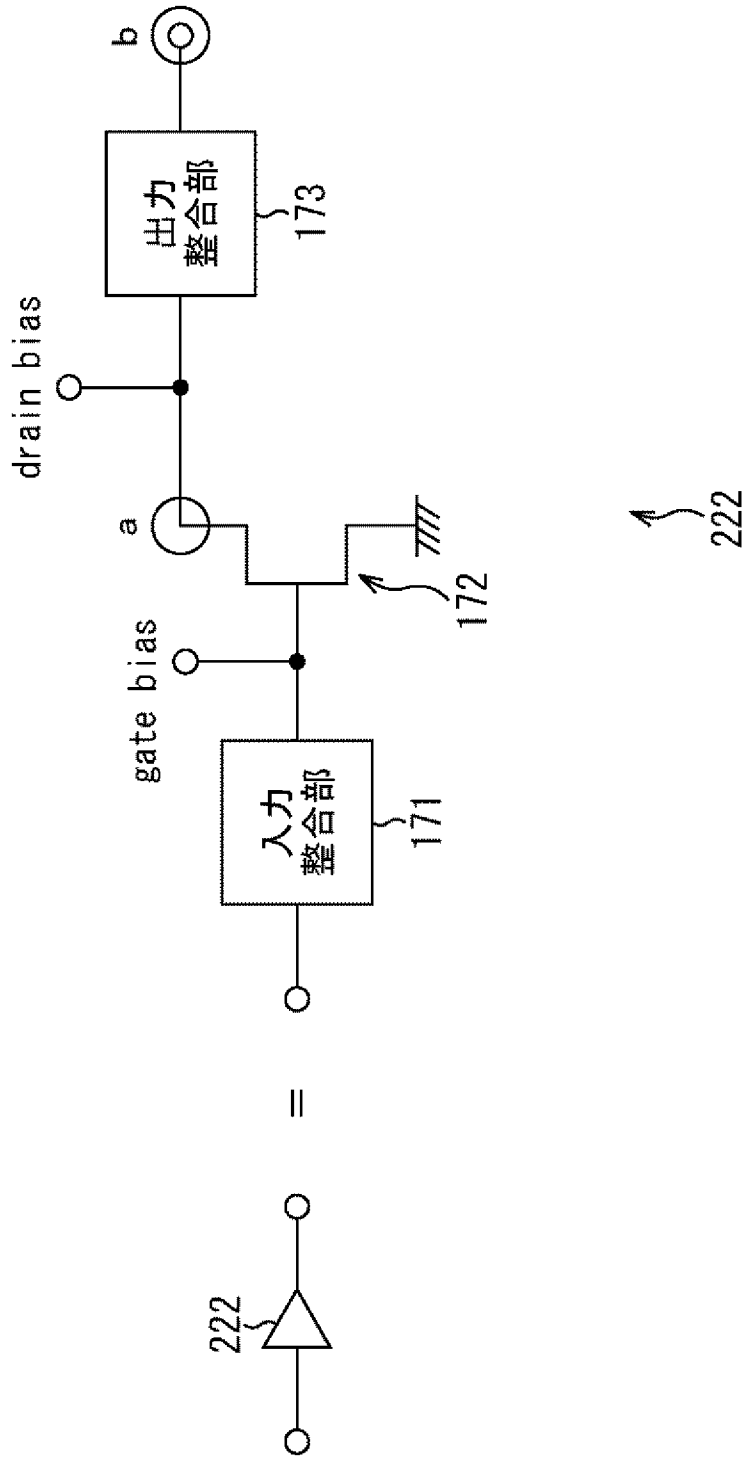 222
=
入力
整合部
171
gate bias
172
a
drain bias
出力
整合部
173
b
222